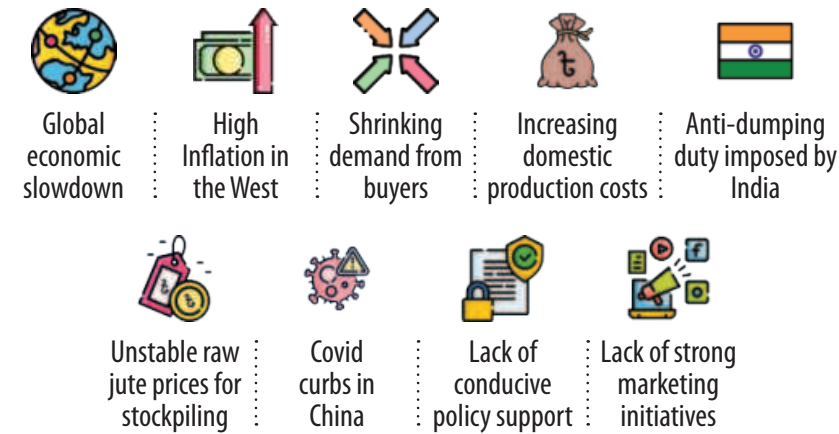 Global
economic
slowdown
High
Inflation in
the West
Shrinking
demand from
buyers
Increasing
domestic
production costs
Anti-dumping
duty imposed by
India
Unstable raw
jute prices for
stockpiling
Covid
curbs in
China
Lack of
conducive
policy support
Lack of strong
marketing
initiatives